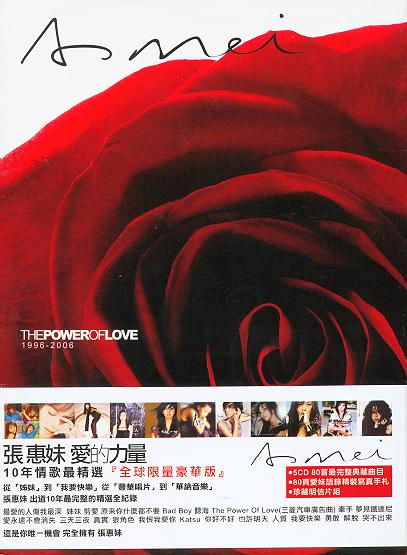 A mei
THE POWER OF LOVE
1996-2006
張惠妹 愛的力量
10年情歌最精選『全球限量豪華版』
從「姊妹」到「我要快樂」從「豐華唱片」到「華納音樂」
張惠妹 出道10年最完整的精選全記錄
A mei
•5CD 80首最完整典藏曲目
•80頁愛妹語錄精裝寫真手札
•珍藏明信片組
最愛的人傷我最深 姊妹 剪愛 原來你什麼都不要 Bad Boy 聽海 The Power Of Love(三菱汽車廣告曲) 牽手 夢見鐵達尼
愛永遠不會消失 三天三夜 真實 狠角色 我恨我愛你 Katsu 你好不好 也許明天 人質 我要快樂 勇敢 解脫 哭不出來
這是你唯一機會 完全擁有 張惠妹